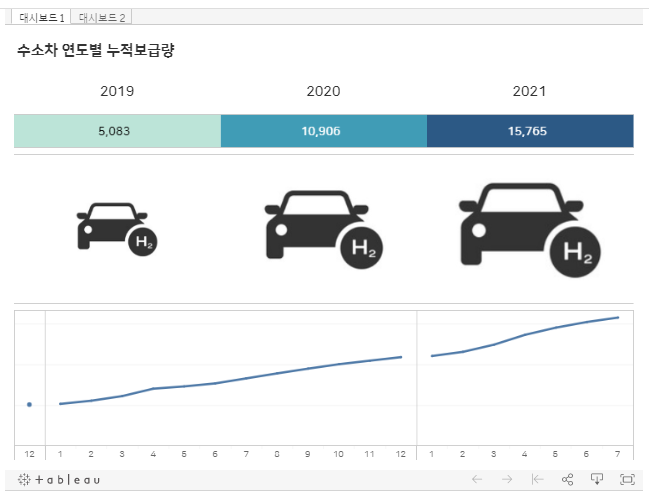 대시보드 1 대시보드 2
수소차 연도별 누적보급량
2019 2020 2021
5,083 10,906 15,765
H2 H2 H2
12 1 2 3 4 5 6 7 8 9 10 11 12 1 2 3 4 5 6 7
+ a b l e a u